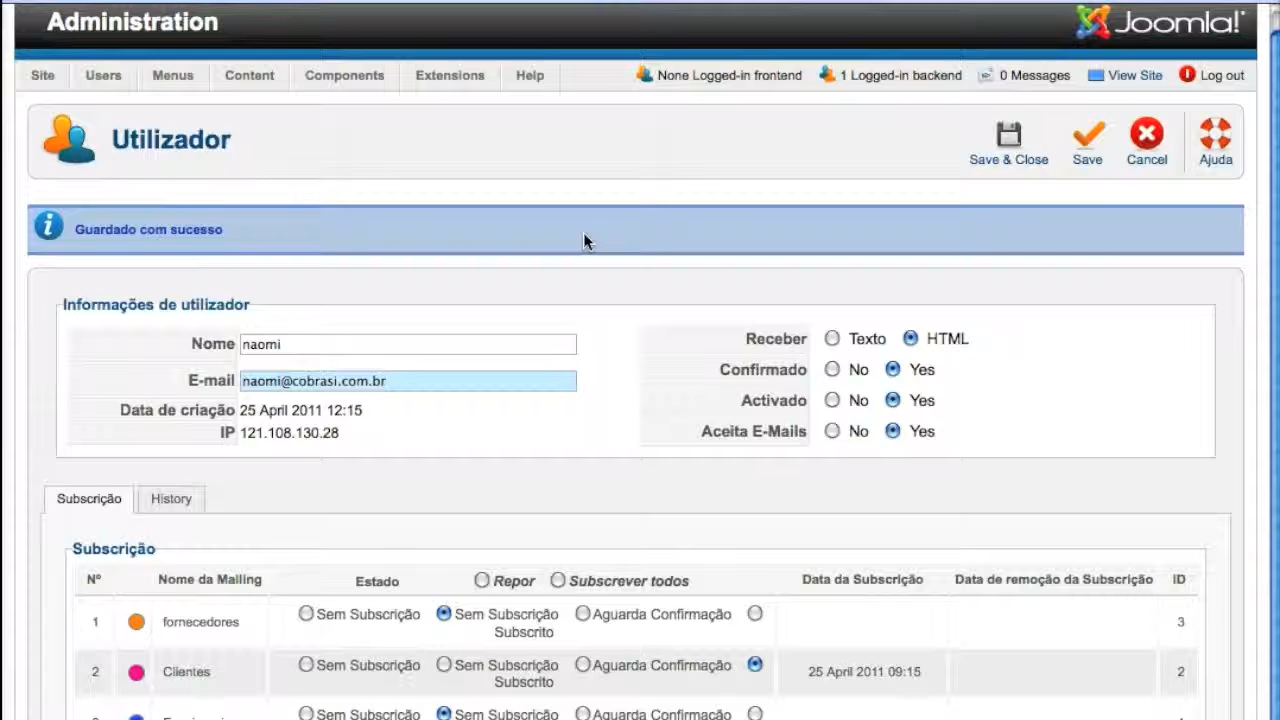 Administration
Joomla!
Site Users Menus Content Components Extensions Help None Logged-in frontend 1 Logged-in backend 0 Messages View Site Log out
Utilizador
Save & Close Save Cancel Ajuda
Guardado com sucesso
Informações de utilizador
Nome naomi
E-mail naomi@cobrasi.com.br
Data de criação 25 April 2011 12:15
IP 121.108.130.28
Receber Texto HTML
Confirmado No Yes
Activado No Yes
Aceita E-Mails No Yes
Subscrição History
Subscrição
Nº Nome da Mailing Estado Repor Subscrever todos Data da Subscrição Data de remoção da Subscrição ID
1 fornecedores Sem Subscrição Sem Subscrição Aguarda Confirmação 3
Subscrito
2 Clientes Sem Subscrição Sem Subscrição Aguarda Confirmação 25 April 2011 09:15 2
Subscrito
Sem Subscrição Sem Subscrição Aguarda Confirmação